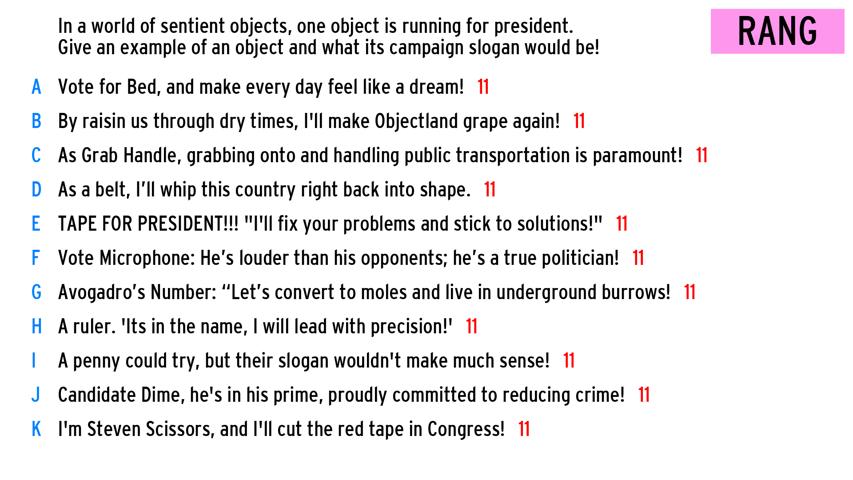 In a world of sentient objects, one object is running for president.
Give an example of an object and what its campaign slogan would be!
RANG
A Vote for Bed, and make every day feel like a dream! 11
B By raisin us through dry times, I'll make Objectland grape again! 11
C As Grab Handle, grabbing onto and handling public transportation is paramount! 11
D As a belt, I’ll whip this country right back into shape. 11
E TAPE FOR PRESIDENT!!! "I'll fix your problems and stick to solutions!" 11
F Vote Microphone: He’s louder than his opponents; he’s a true politician! 11
G Avogadro’s Number: “Let’s convert to moles and live in underground burrows! 11
H A ruler. 'Its in the name, I will lead with precision!' 11
I A penny could try, but their slogan wouldn't make much sense! 11
J Candidate Dime, he's in his prime, proudly committed to reducing crime! 11
K I'm Steven Scissors, and I'll cut the red tape in Congress! 11